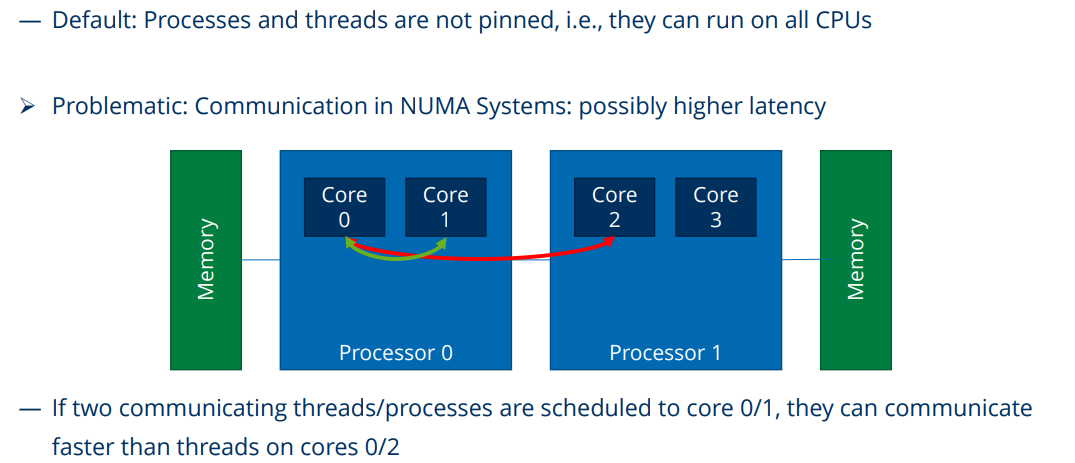 — Default: Processes and threads are not pinned, i.e., they can run on all CPUs
➢ Problematic: Communication in NUMA Systems: possibly higher latency
Memory
Core
0
Core
1
Processor 0
Core
2
Core
3
Processor 1
Memory
— If two communicating threads/processes are scheduled to core 0/1, they can communicate
faster than threads on cores 0/2